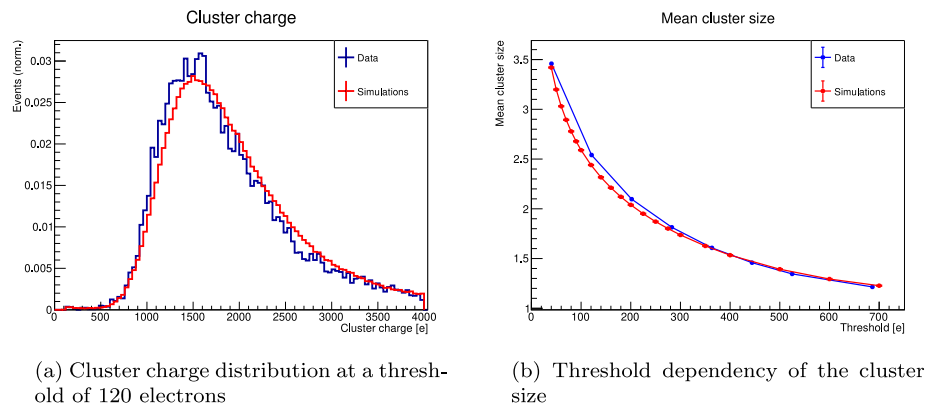 Cluster charge
Events (norm.)
0.03
0.025
0.02
0.015
0.01
0.005
0
Data
Simulations
0 500 1000 1500 2000 2500 3000 3500 4000
Cluster charge [e]
(a) Cluster charge distribution at a thresh-
old of 120 electrons
Mean cluster size
Mean cluster size
3.5
3
2.5
2
1.5
1
Data
Simulations
0 100 200 300 400 500 600 700
Threshold [e]
(b) Threshold dependency of the cluster
size